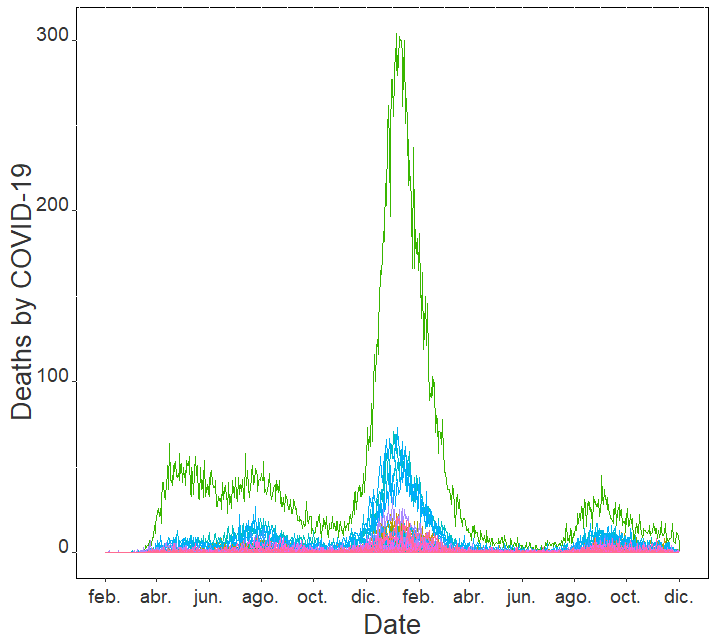 Deaths by COVID-19
300
200
100
0
feb. abr. jun. ago. oct. dic. feb. abr. jun. ago. oct. dic.
Date